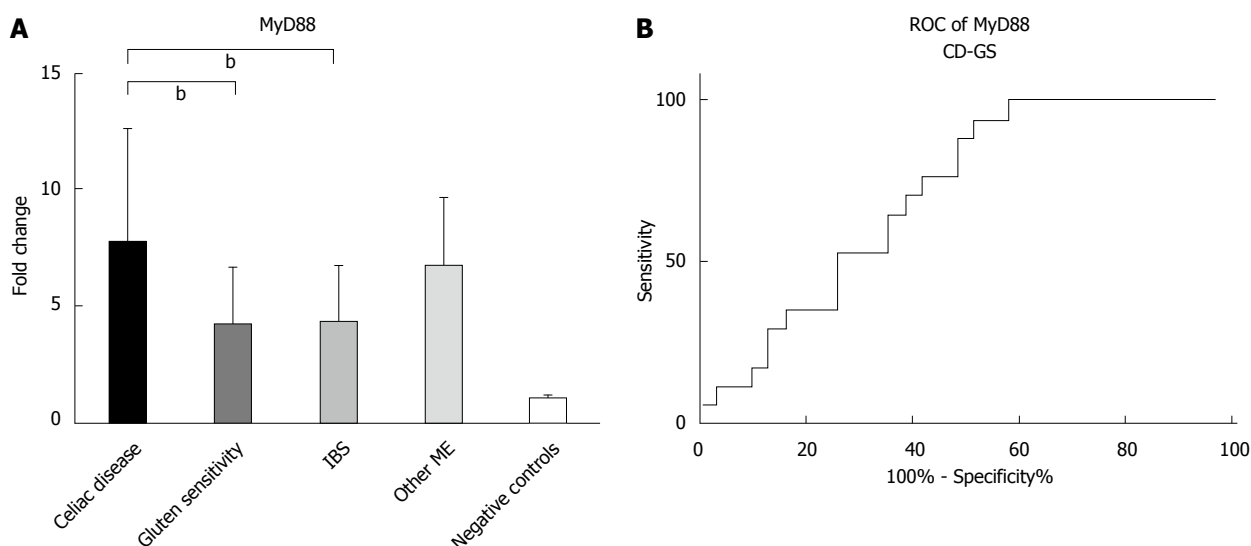 A
MyD88
b
b
15
10
5
0
Fold change
Celiac disease
Gluten sensitivity
IBS
Other ME
Negative controls
B
ROC of MyD88
CD-GS
100
50
0
Sensitivity
0 20 40 60 80 100
100% - Specificity%